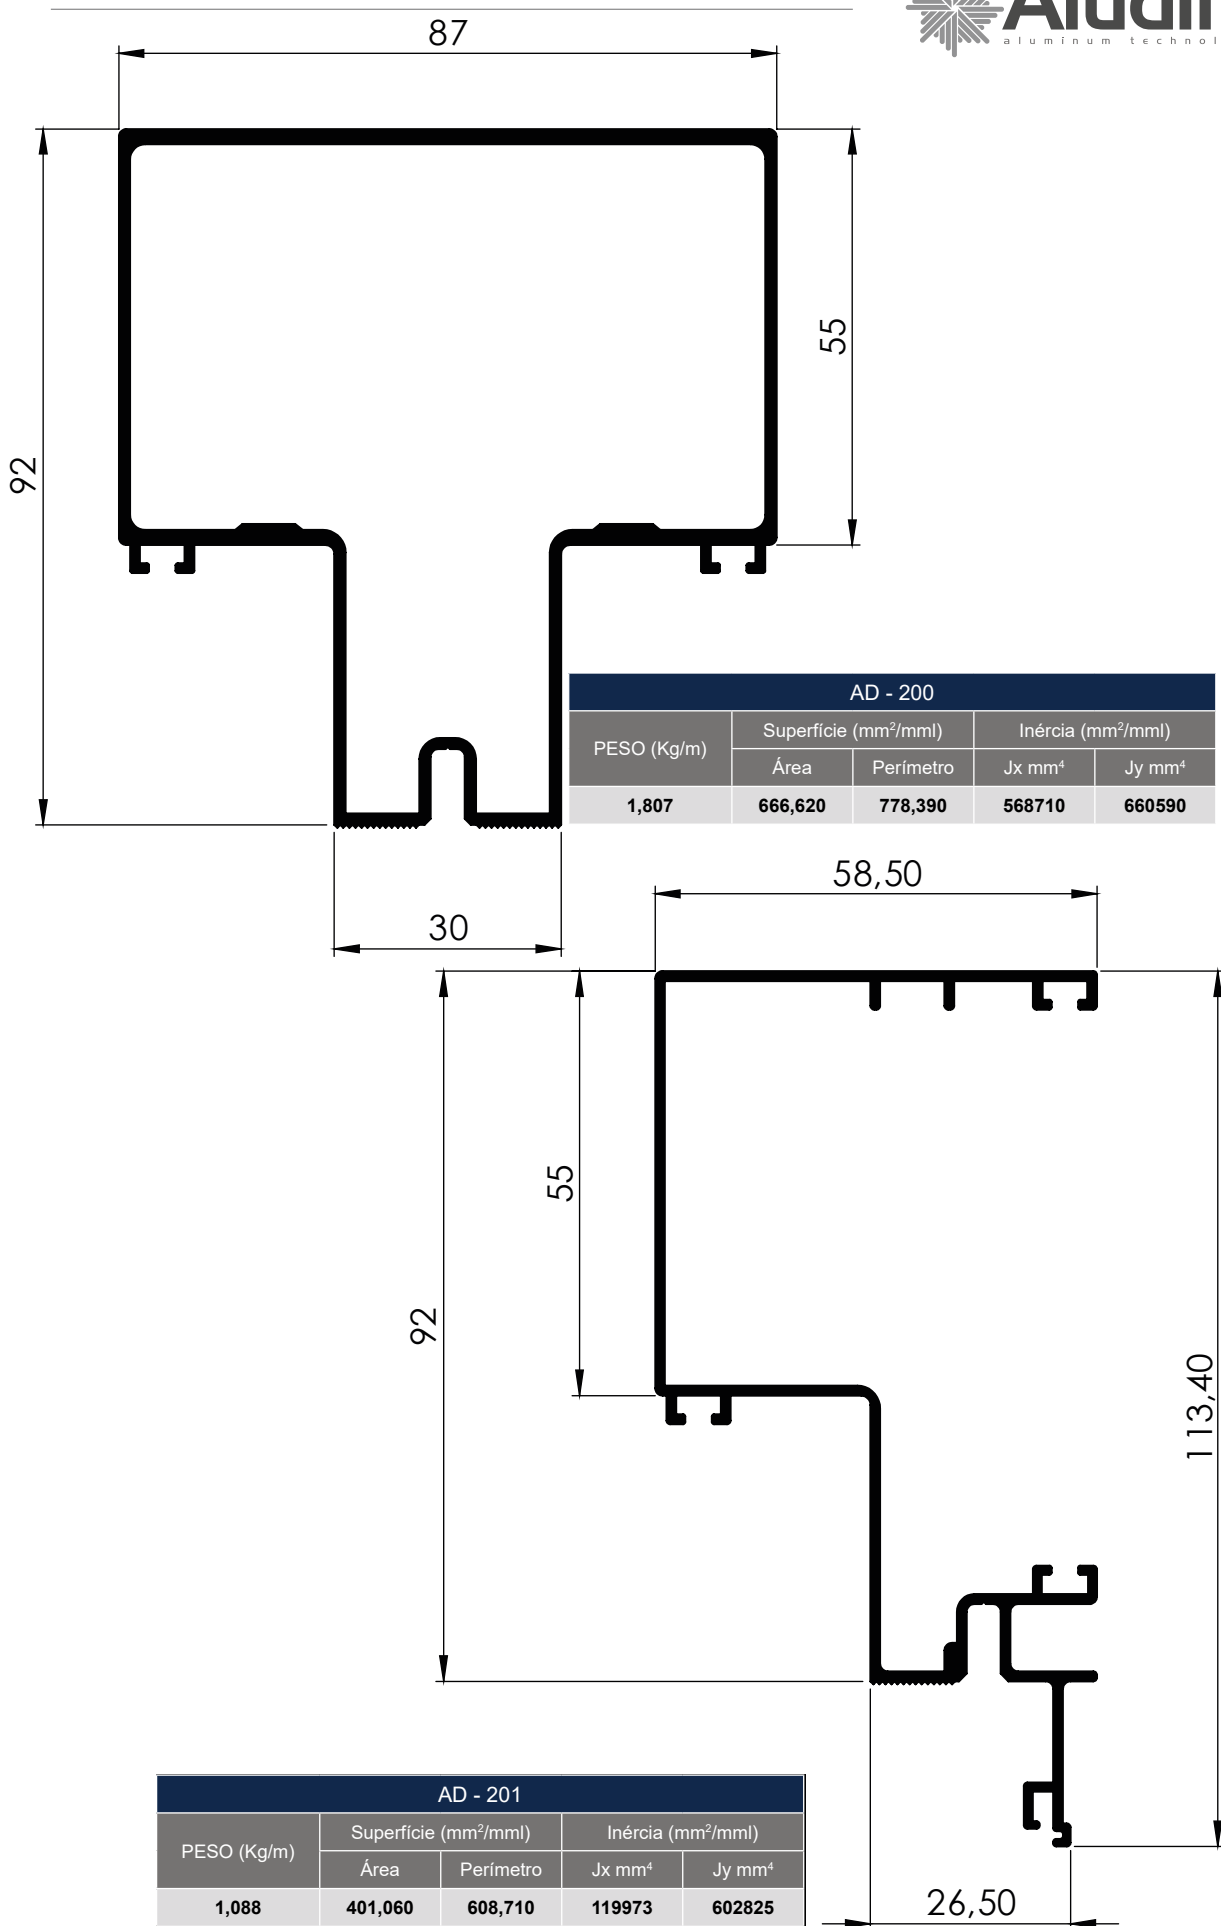 aluminum technol
87
92
55
30
AD - 200
PESO (Kg/m) Superfície (mm²/mml) Inércia (mm²/mml)
Área Perímetro Jx mm⁴ Jy mm⁴
1,807 666,620 778,390 568710 660590
58,50
55
92
113,40
26,50
AD - 201
PESO (Kg/m) Superfície (mm²/mml) Inércia (mm²/mml)
Área Perímetro Jx mm⁴ Jy mm⁴
1,088 401,060 608,710 119973 602825